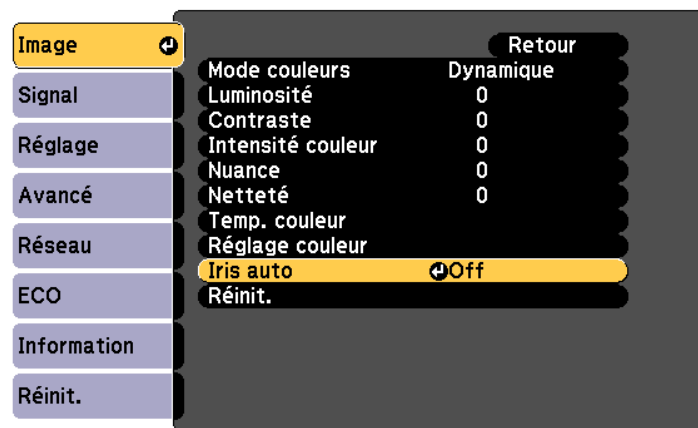 Image
Signal
Réglage
Avancé
Réseau
ECO
Information
Réinit.
Retour
Mode couleurs Dynamique
Luminosité 0
Contraste 0
Intensité couleur 0
Nuance 0
Netteté 0
Temp. couleur
Réglage couleur
Iris auto Off
Réinit.